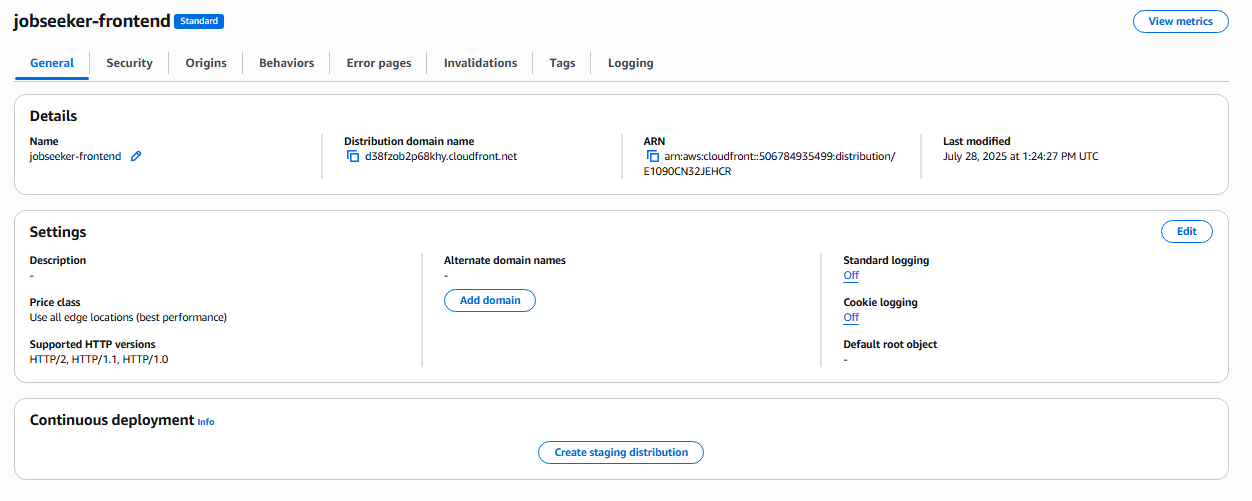 jobseeker-frontend Standard View metrics
General Security Origins Behaviors Error pages Invalidations Tags Logging
Details
Name
jobseeker-frontend
Distribution domain name
d38fzob2p68khy.cloudfront.net
ARN
arn:aws:cloudfront::506784935499:distribution/
E1090CN32JEHCR
Last modified
July 28, 2025 at 1:24:27 PM UTC
Settings Edit
Description
-
Price class
Use all edge locations (best performance)
Supported HTTP versions
HTTP/2, HTTP/1.1, HTTP/1.0
Alternate domain names
-
Add domain
Standard logging
Off
Cookie logging
Off
Default root object
-
Continuous deployment Info
Create staging distribution